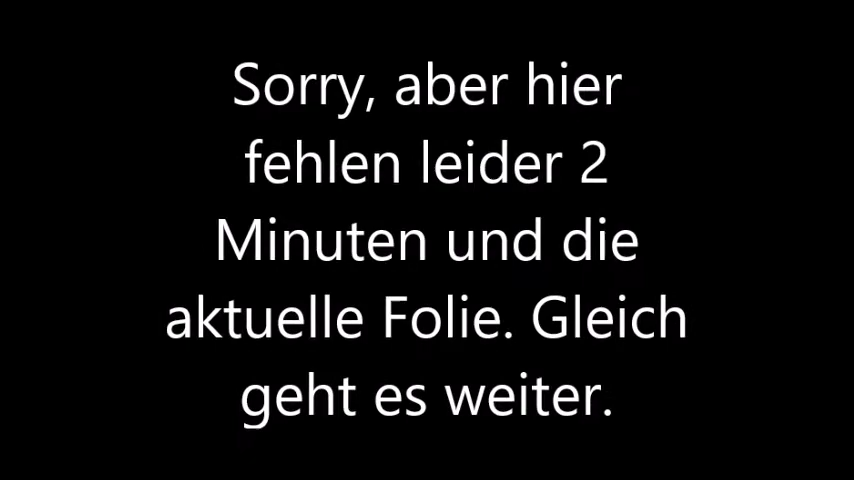 Sorry, aber hier
fehlen leider 2
Minuten und die
aktuelle Folie. Gleich
geht es weiter.